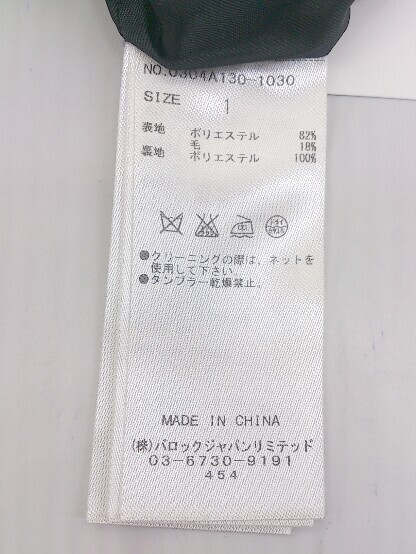 NO.0304A130-1030
SIZE 1
表地 ポリエステル 82%
毛 18%
裏地 ポリエステル 100%
●クリーニングの際は、ネットを
使用して下さい。
●タンブラー乾燥禁止。
MADE IN CHINA
(株)バロックジャパンリミテッド
03-6730-9191
454